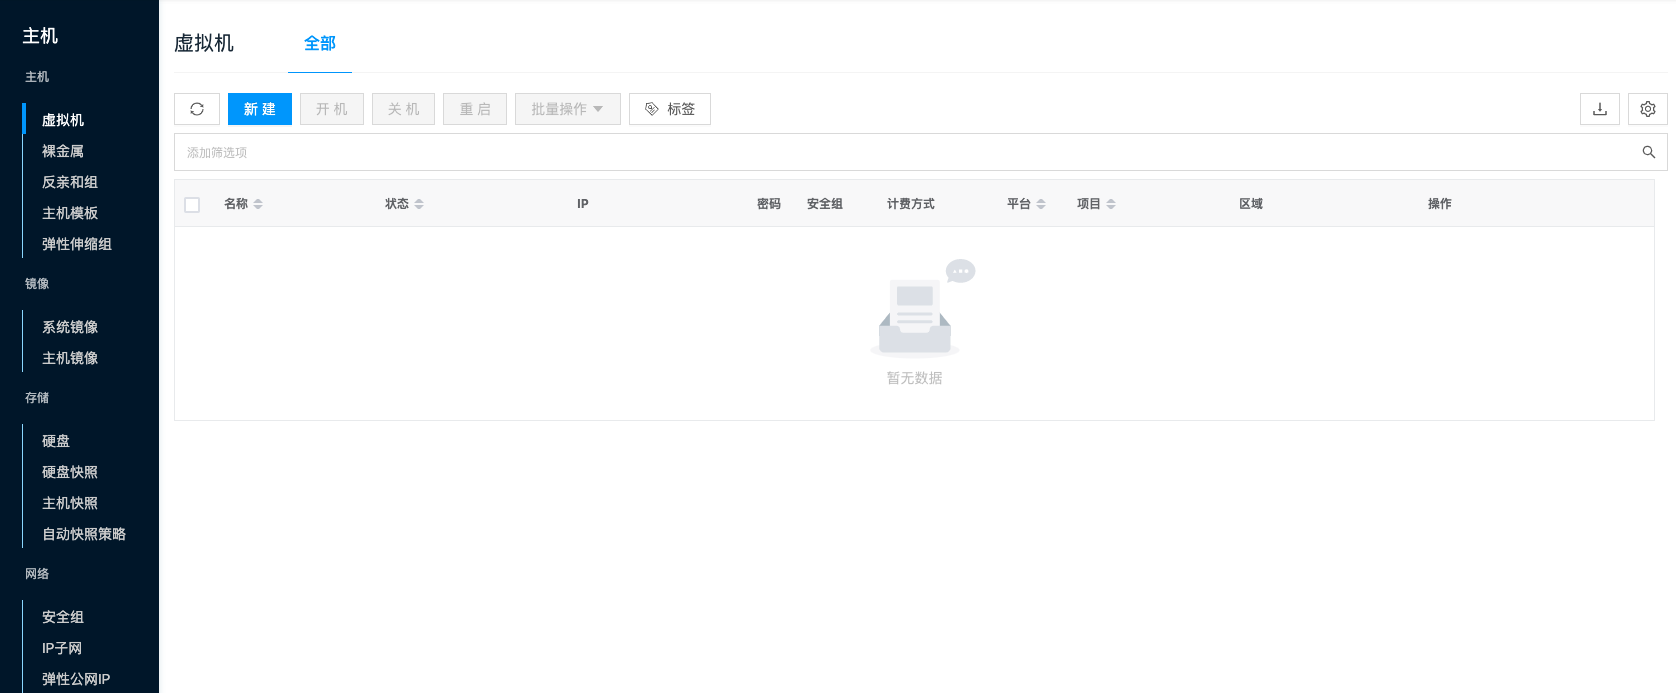 主机
主机
虚拟机
裸金属
反亲和组
主机模板
弹性伸缩组
镜像
系统镜像
主机镜像
存储
硬盘
硬盘快照
主机快照
自动快照策略
网络
安全组
IP子网
弹性公网IP
虚拟机 全部
新建 开机 关机 重启 批量操作 标签
添加筛选项
名称 状态 IP 密码 安全组 计费方式 平台 项目 区域 操作
暂无数据